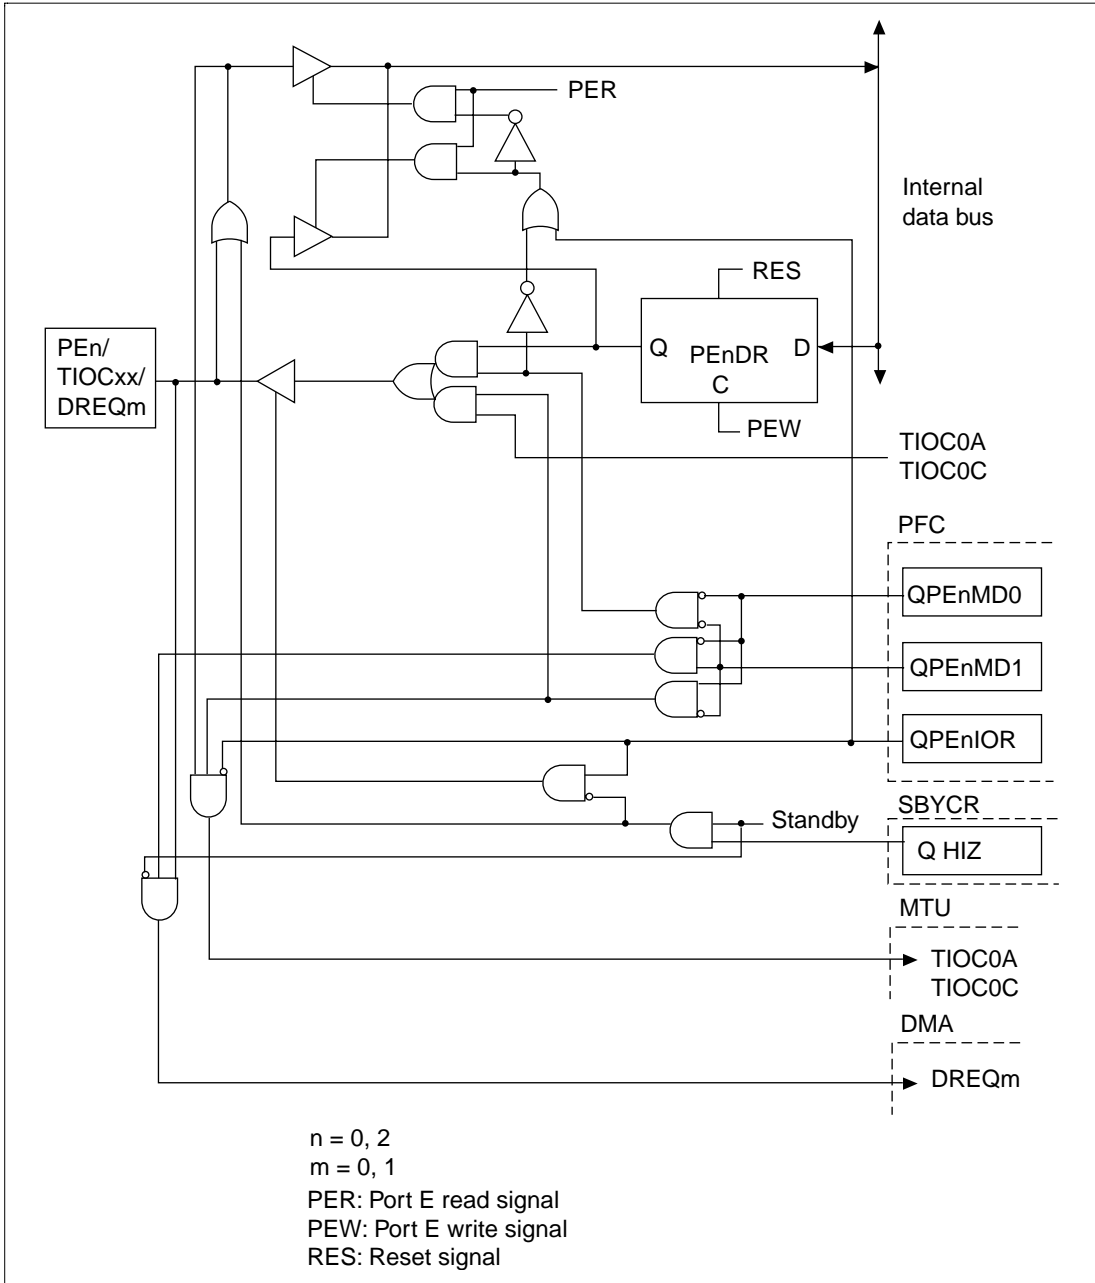 PER
Internal
data bus
RES
PEn/
TIOCxx/
DREQm
Q
PEnDR
D
C
PEW
TIOC0A
TIOC0C
PFC
QPEnMD0
QPEnMD1
QPEnIOR
SBYCR
Standby
Q HIZ
MTU
TIOC0A
TIOC0C
DMA
DREQm
n = 0, 2
m = 0, 1
PER: Port E read signal
PEW: Port E write signal
RES: Reset signal